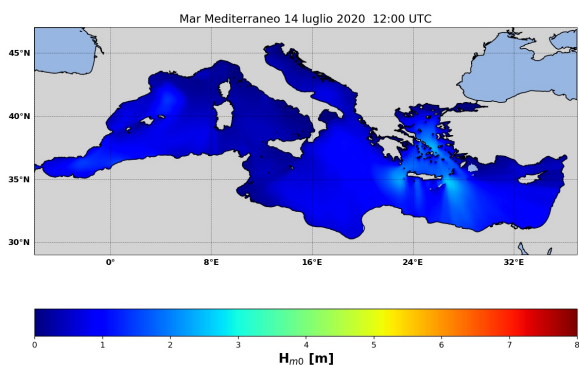 Mar Mediterraneo 14 luglio 2020  12:00 UTC
45°N
40°N
35°N
30°N
0° 8°E 16°E 24°E 32°E
0 1 2 3 4 5 6 7 8
Hm0 [m]